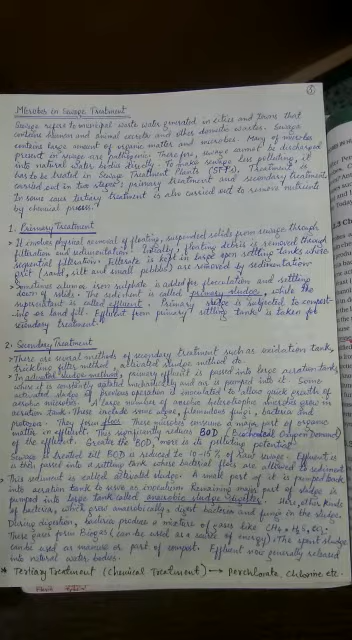 5
Microbes in Sewage Treatment
Sewage refers to municipal waste water generated in cities and towns that
contains human and animal excreta and other domestic wastes. Sewage
contains large amount of organic matter and microbes. Many of microbes
present in sewage are pathogenic. Therefore, sewage cannot be discharged
into natural water bodies directly. To make sewage less polluting, it
has to be treated in Sewage Treatment Plants (STPs). Treatment is
carried out in two stages: primary treatment and secondary treatment.
In some cases tertiary treatment is also carried out to remove nutrients
by chemical process.
1. Primary Treatment
> It involves physical removal of floating, suspended solids from sewage through
filtration and sedimentation. Initially, floating debris is removed through
sequential filtration. Filtrate is kept in large open settling tanks where
grit (sand, silt and small pebbles) are removed by sedimentation.
> Sometimes alumn iron sulphate is added for flocculation and settling
down of solids. The sediment is called primary sludge, while the
supernatant is called effluent. Primary sludge is subjected to compost-
ing or land fill. Effluent from primary settling tank is taken for
secondary treatment.
2. Secondary Treatment
> There are several methods of secondary treatment such as oxidation tank,
trickling filter method, activated sludge method etc.
> In activated sludge method, primary effluent is passed into large aeration tanks
where it is constantly agitated mechanically and air is pumped into it. Some
activated sludge of previous operation is inoculated to allow quick results of
aerobic microbes. A large number of aerobic heterotrophic microbes grow in
aeration tank. These include some algae, filamentous fungi, bacteria and
protozoa. They form flocs. These microbes consume a major part of organic
matter in effluent. This significantly reduces BOD (Biochemical Oxygen Demand)
of the effluent. Greater the BOD, more is its polluting potential.
Sewage is treated till BOD is reduced to 10-15% of raw sewage. Effluent is
then passed into a settling tank where bacterial flocs are allowed to sediment
> This sediment is called activated sludge. A small part of it is pumped back
into aeration tank to serve as inoculum. Remaining major part of sludge is
pumped into large tank called anaerobic sludge digester. Here, other kinds
of bacteria, which grow anaerobically, digest bacteria and fungi in the sludge.
During digestion, bacteria produce a mixture of gases like CH4, H2S, CO2.
These gases form Biogas (can be used as a source of energy). The spent sludge
can be used as manure or part of compost. Effluent now generally released
into natural water bodies.
* Tertiary Treatment (Chemical Treatment) → Perchlorate, Chlorine etc.